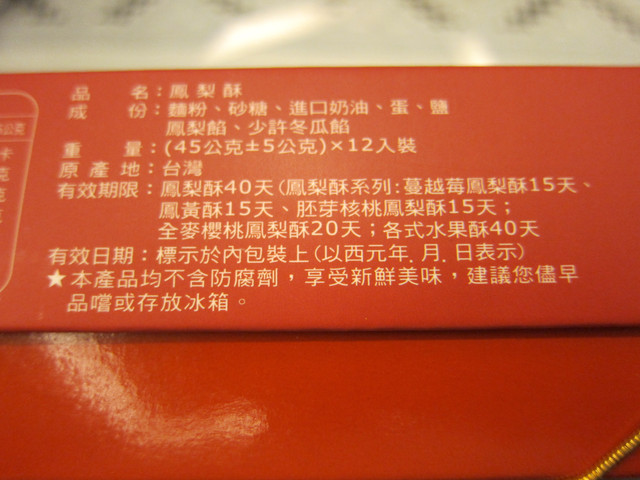 品 名：鳳梨酥
成 份：麵粉、砂糖、進口奶油、蛋、鹽
鳳梨餡、少許冬瓜餡
重 量：(45公克±5公克)×12入裝
原 產 地：台灣
有效期限：鳳梨酥40天(鳳梨酥系列:蔓越莓鳳梨酥15天、
鳳黃酥15天、胚芽核桃鳳梨酥15天；
全麥櫻桃鳳梨酥20天；各式水果酥40天
有效日期：標示於內包裝上(以西元年.月.日表示)
★本產品均不含防腐劑，享受新鮮美味，建議您儘早
品嚐或存放冰箱。
公克
卡
克
克